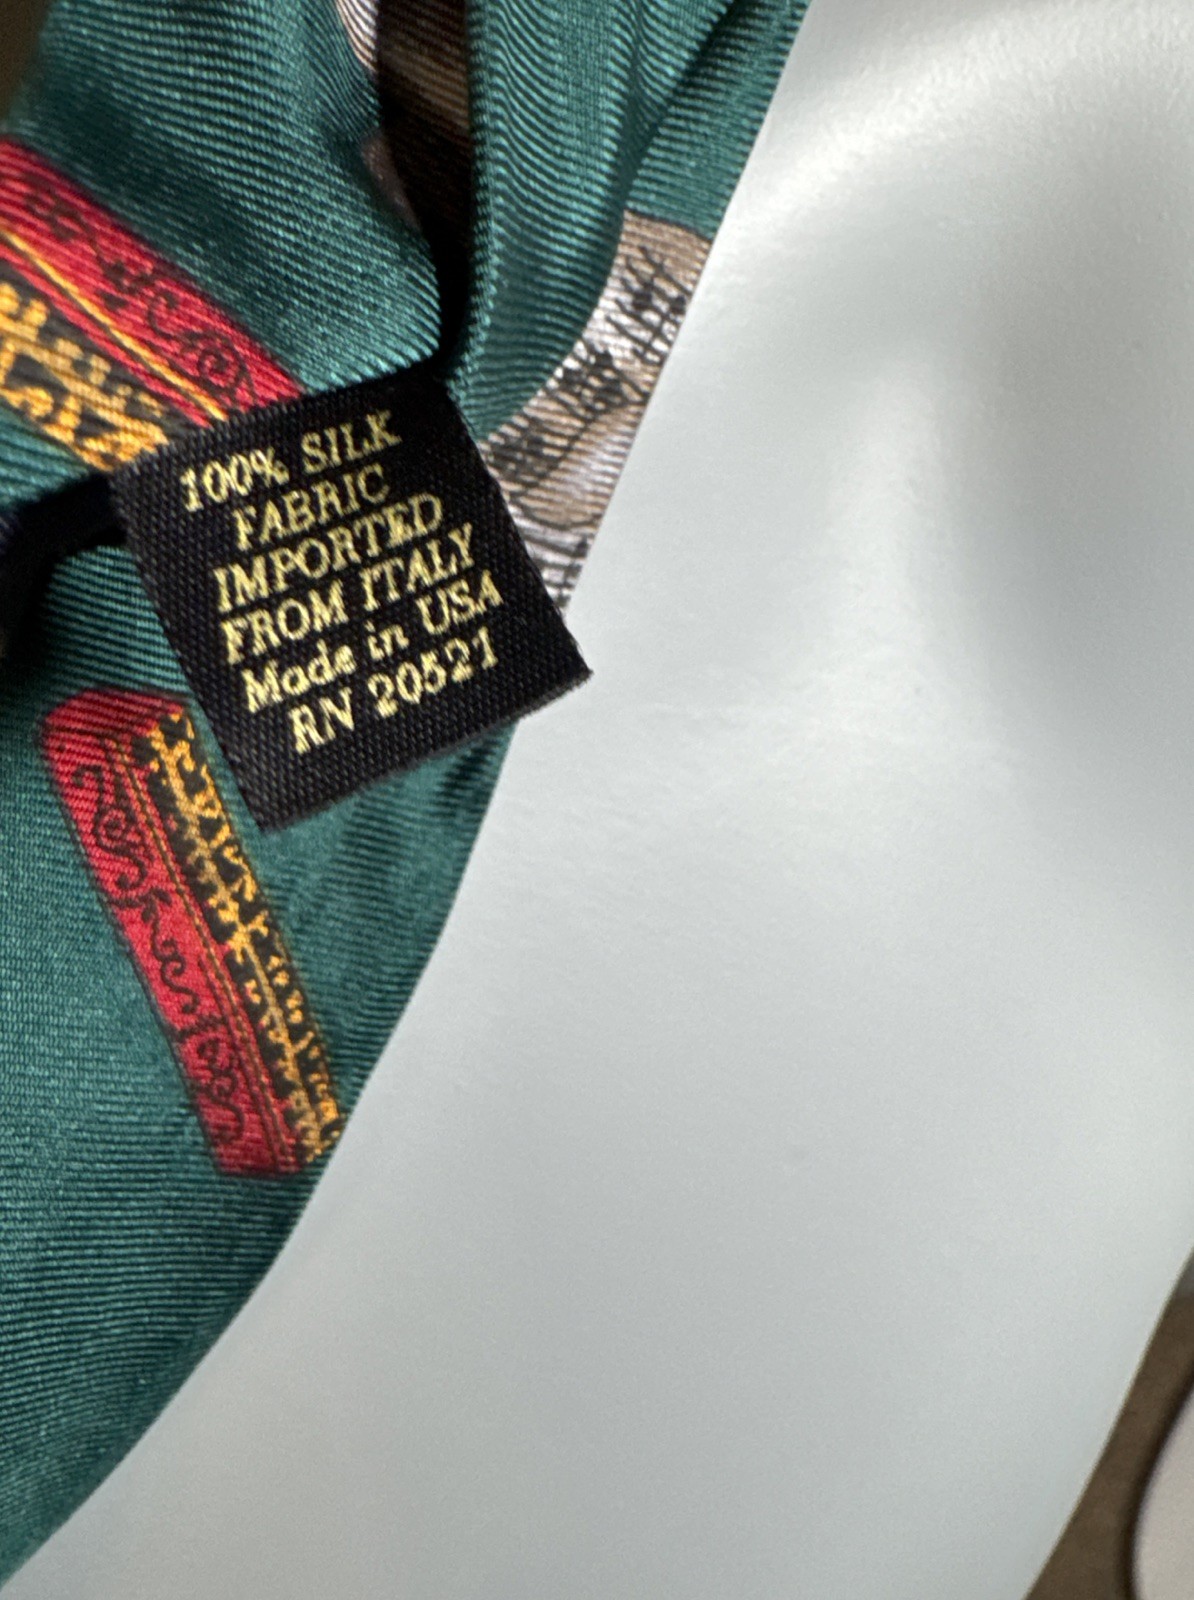 100% SILK
FABRIC
IMPORTED
FROM ITALY
Made in USA
RN 20521